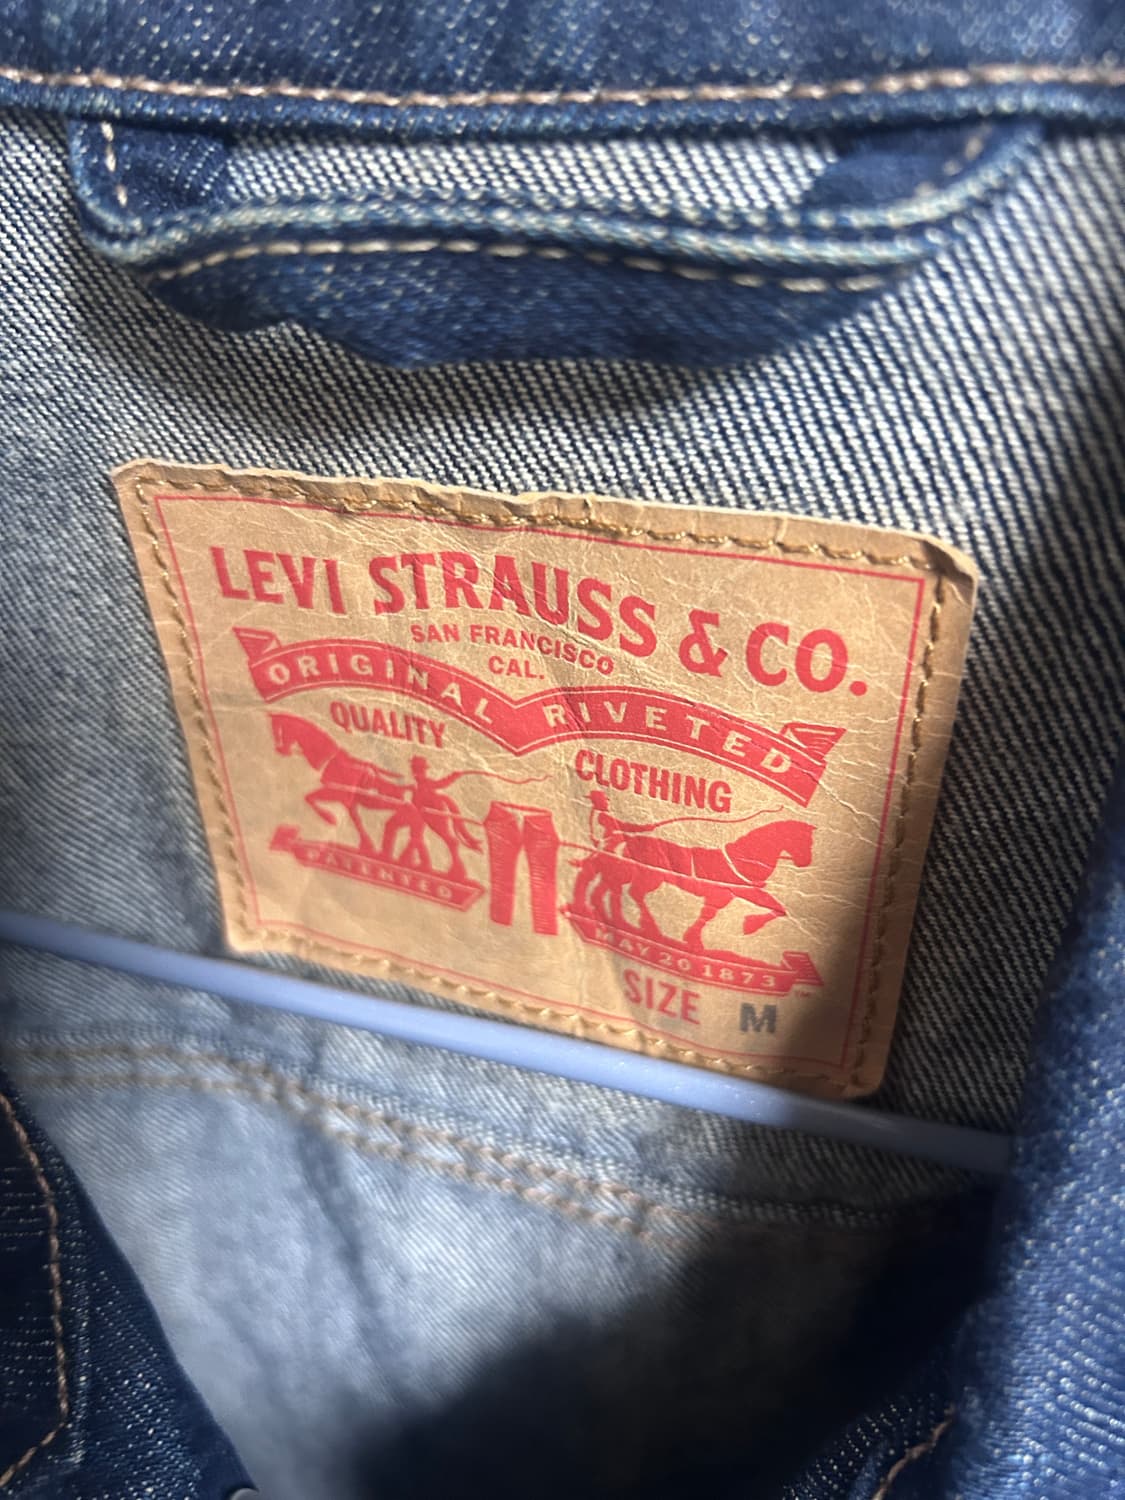 LEVI STRAUSS & CO.
SAN FRANCISCO
CAL.
ORIGINAL RIVETED
QUALITY
CLOTHING
PATENTED
MAY 20 1873
SIZE M